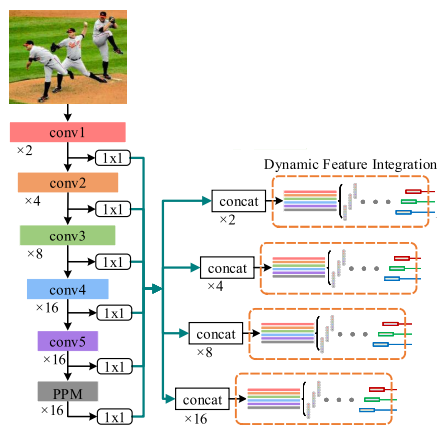 conv1
×2
1x1
conv2
×4
1x1
conv3
×8
1x1
conv4
×16
1x1
conv5
×16
1x1
PPM
×16
1x1
Dynamic Feature Integration
concat
×2
concat
×4
concat
×8
concat
×16